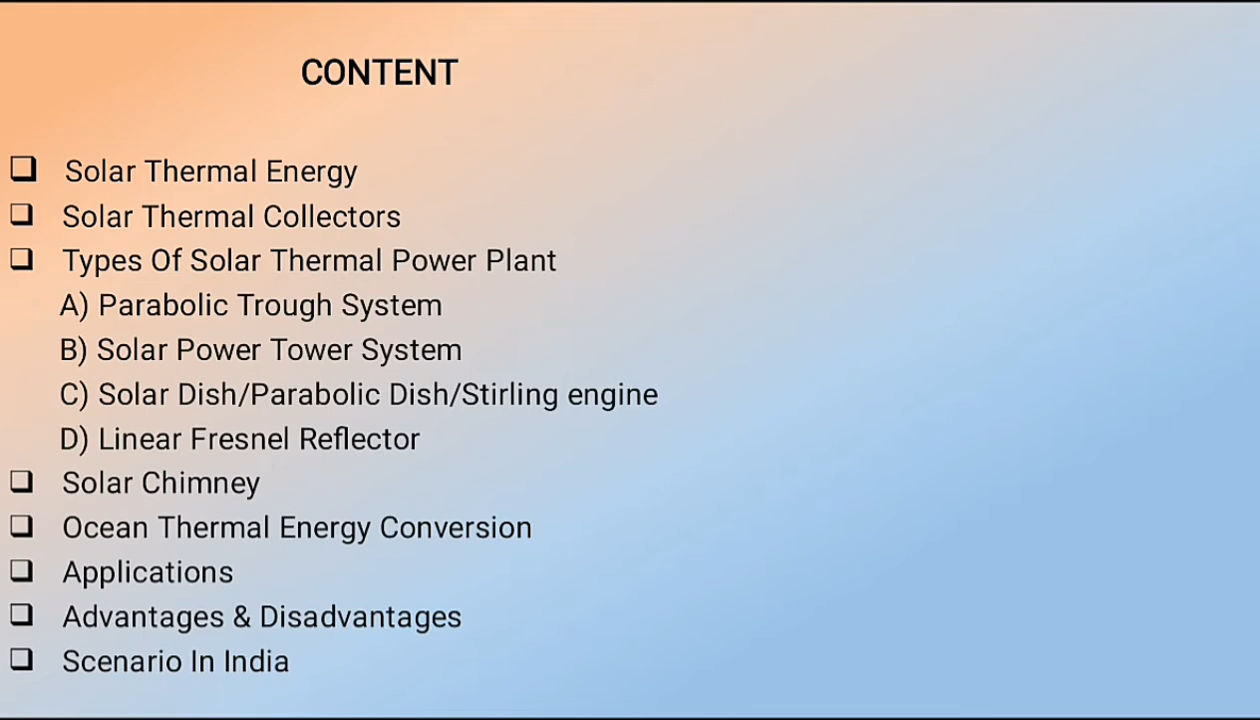 CONTENT
❑ Solar Thermal Energy
❑ Solar Thermal Collectors
❑ Types Of Solar Thermal Power Plant
A) Parabolic Trough System
B) Solar Power Tower System
C) Solar Dish/Parabolic Dish/Stirling engine
D) Linear Fresnel Reflector
❑ Solar Chimney
❑ Ocean Thermal Energy Conversion
❑ Applications
❑ Advantages & Disadvantages
❑ Scenario In India